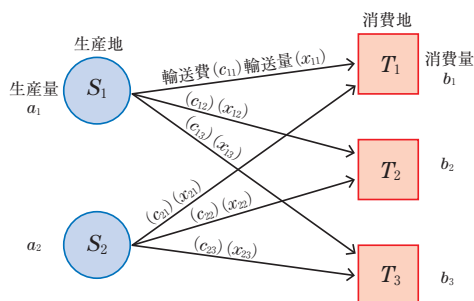 生産地
消費地
生産量
a₁
S₁
輸送費(c₁₁)輸送量(x₁₁)
T₁
消費量
b₁
(c₁₂)(x₁₂)
(c₁₃)(x₁₃)
T₂
b₂
(c₂₁)(x₂₁)
(c₂₂)(x₂₂)
a₂
S₂
(c₂₃)(x₂₃)
T₃
b₃